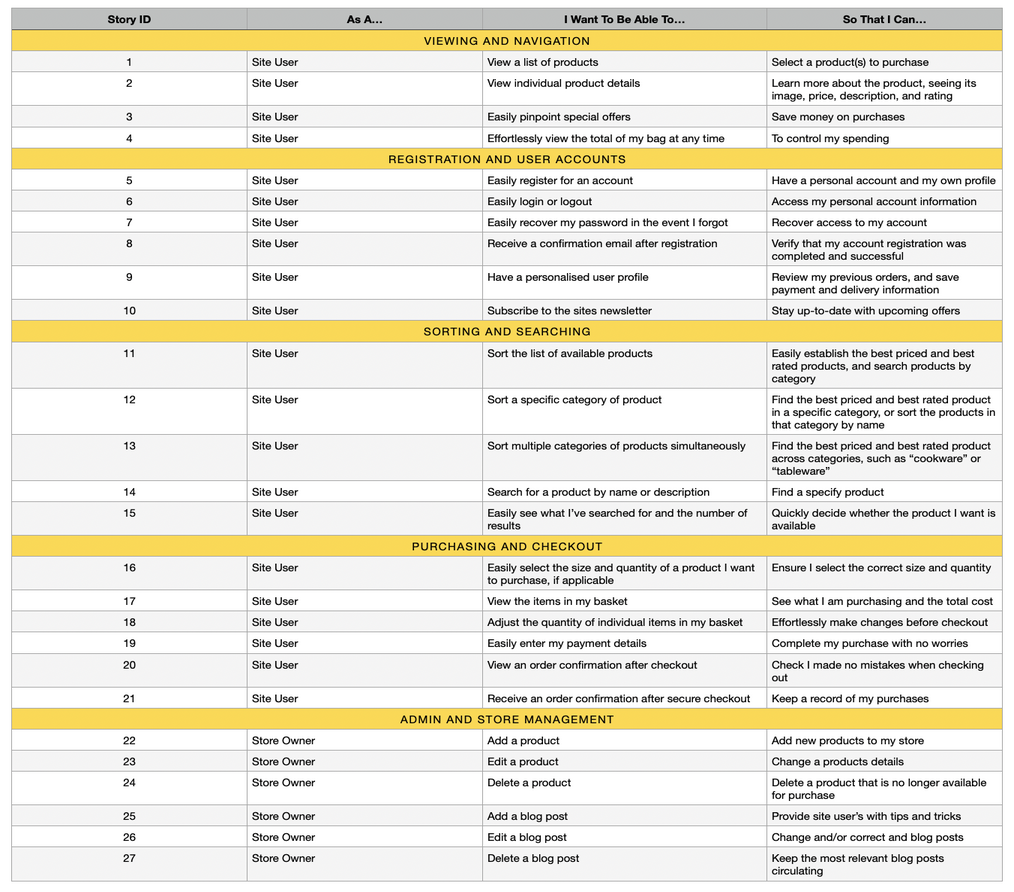 Story ID As A... I Want To Be Able To... So That I Can...
VIEWING AND NAVIGATION
1 Site User View a list of products Select a product(s) to purchase
2 Site User View individual product details Learn more about the product, seeing its
image, price, description, and rating
3 Site User Easily pinpoint special offers Save money on purchases
4 Site User Effortlessly view the total of my bag at any time To control my spending
REGISTRATION AND USER ACCOUNTS
5 Site User Easily register for an account Have a personal account and my own profile
6 Site User Easily login or logout Access my personal account information
7 Site User Easily recover my password in the event I forgot Recover access to my account
8 Site User Receive a confirmation email after registration Verify that my account registration was
completed and successful
9 Site User Have a personalised user profile Review my previous orders, and save
payment and delivery information
10 Site User Subscribe to the sites newsletter Stay up-to-date with upcoming offers
SORTING AND SEARCHING
11 Site User Sort the list of available products Easily establish the best priced and best
rated products, and search products by
category
12 Site User Sort a specific category of product Find the best priced and best rated product
in a specific category, or sort the products in
that category by name
13 Site User Sort multiple categories of products simultaneously Find the best priced and best rated product
across categories, such as “cookware” or
“tableware”
14 Site User Search for a product by name or description Find a specify product
15 Site User Easily see what I’ve searched for and the number of
results
Quickly decide whether the product I want is
available
PURCHASING AND CHECKOUT
16 Site User Easily select the size and quantity of a product I want
to purchase, if applicable
Ensure I select the correct size and quantity
17 Site User View the items in my basket See what I am purchasing and the total cost
18 Site User Adjust the quantity of individual items in my basket Effortlessly make changes before checkout
19 Site User Easily enter my payment details Complete my purchase with no worries
20 Site User View an order confirmation after checkout Check I made no mistakes when checking
out
21 Site User Receive an order confirmation after secure checkout Keep a record of my purchases
ADMIN AND STORE MANAGEMENT
22 Store Owner Add a product Add new products to my store
23 Store Owner Edit a product Change a products details
24 Store Owner Delete a product Delete a product that is no longer available
for purchase
25 Store Owner Add a blog post Provide site user’s with tips and tricks
26 Store Owner Edit a blog post Change and/or correct and blog posts
27 Store Owner Delete a blog post Keep the most relevant blog posts
circulating